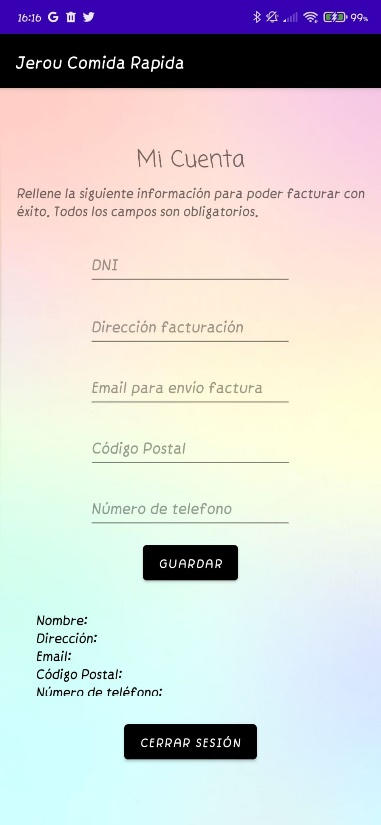 16:16 99%
Jerou Comida Rapida
Mi Cuenta
Rellene la siguiente información para poder facturar con
éxito. Todos los campos son obligatorios.
DNI
Dirección facturación
Email para envio factura
Código Postal
Número de telefono
GUARDAR
Nombre:
Dirección:
Email:
Código Postal:
Número de teléfono:
CERRAR SESIÓN